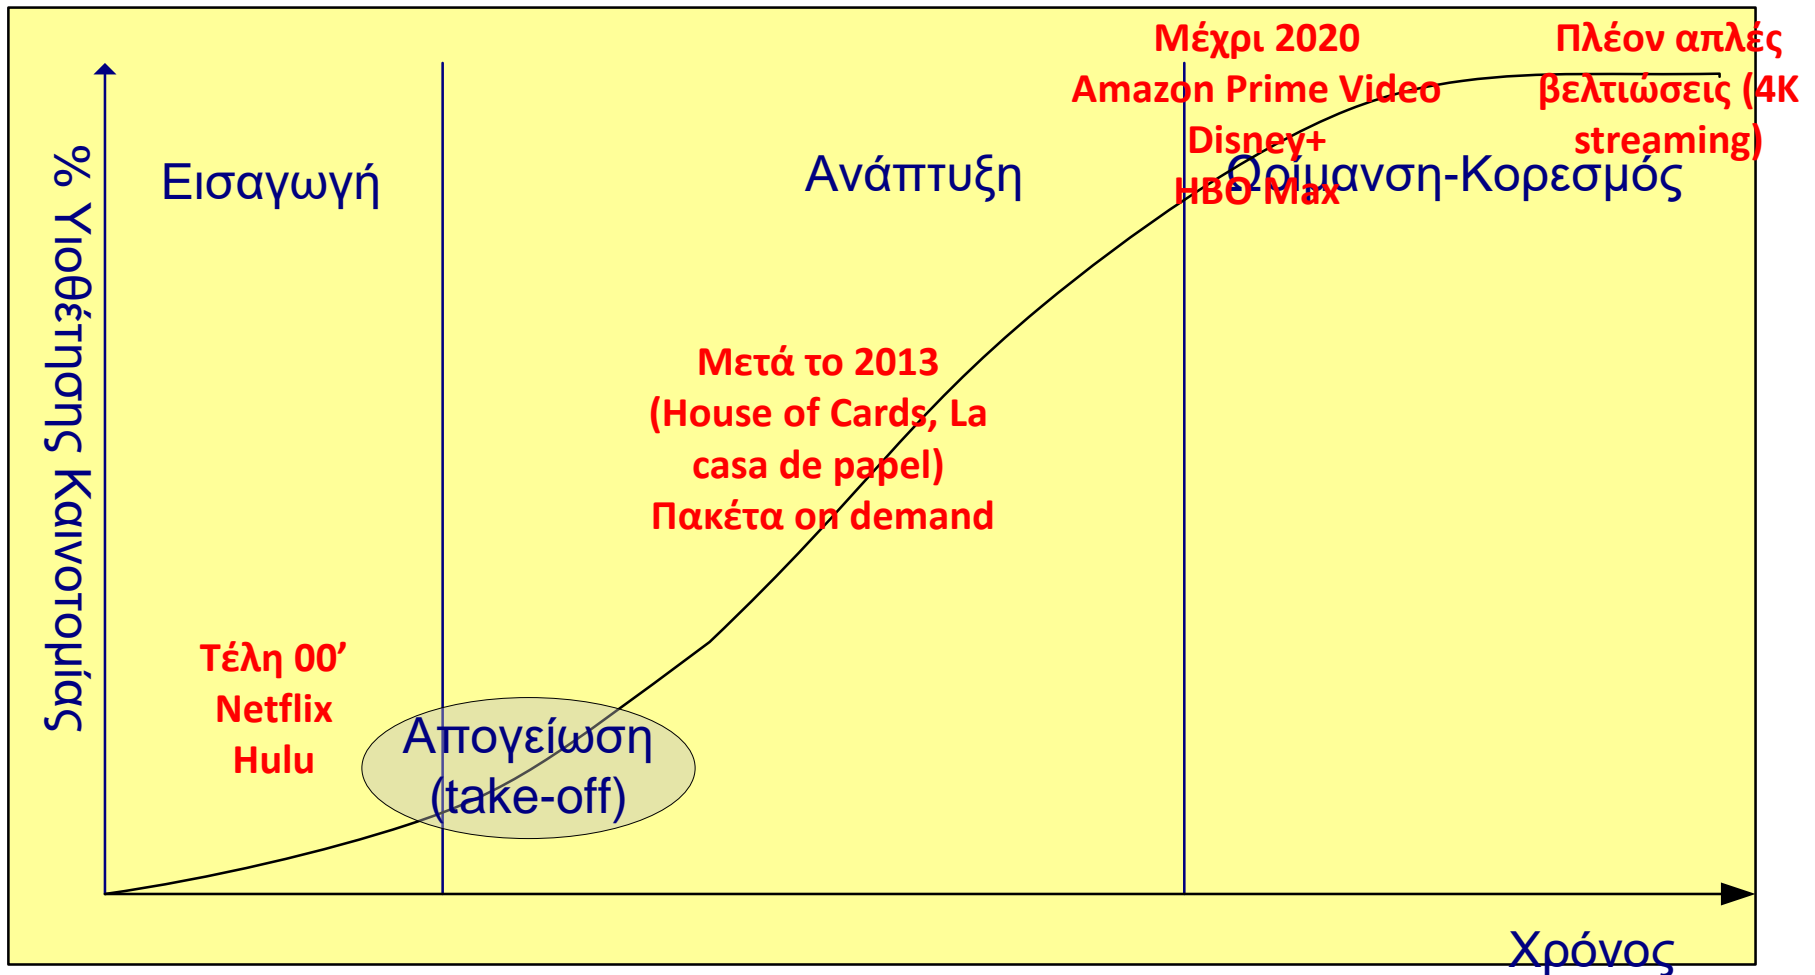 Μέχρι 2020
Amazon Prime Video
Disney+
HBO Max
Πλέον απλές
βελτιώσεις (4K
streaming)
Εισαγωγή
Ανάπτυξη
Ωρίμανση-Κορεσμός
% Υιοθέτησης Καινοτομίας
Μετά το 2013
(House of Cards, La
casa de papel)
Πακέτα on demand
Τέλη 00’
Netflix
Hulu
Απογείωση
(take-off)
Χρόνος